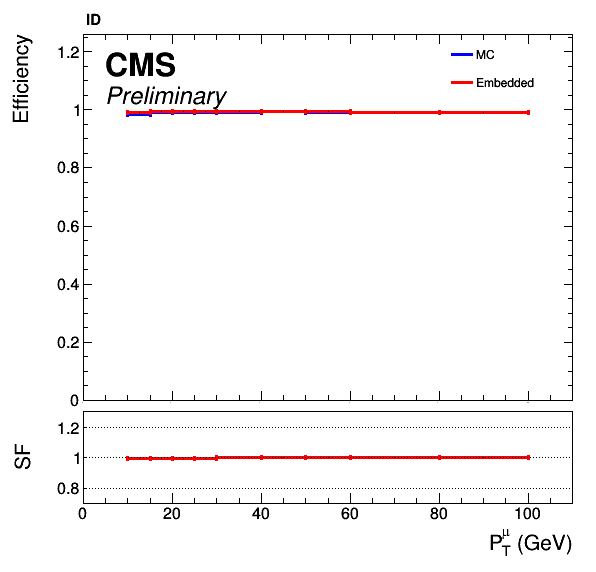 ID
CMS
Preliminary
MC
Embedded
Efficiency
1.2
1
0.8
0.6
0.4
0.2
0
SF
1.2
1
0.8
0 20 40 60 80 100
P_T^μ (GeV)